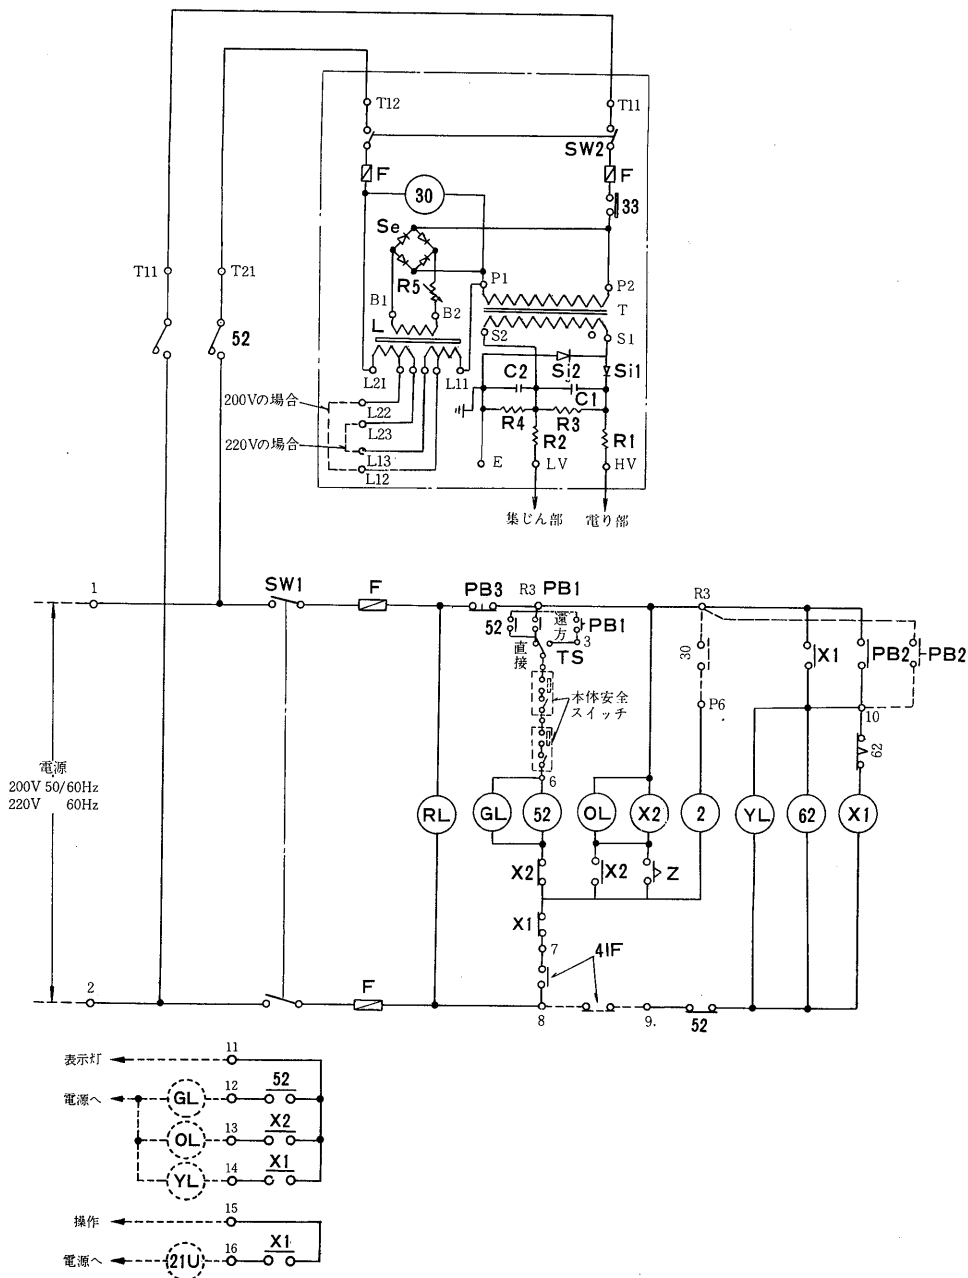 T12
T11
SW2
F
F
30
33
Se
T11
T21
P1
P2
R5
B1
B2
T
L
S2
S1
52
Si2
Si1
L21
L11
C2
C1
200Vの場合
L22
R4
R3
L23
220Vの場合
R2
R1
L13
E
LV
HV
L12
集じん部
電り部
1
SW1
F
PB3
R3
PB1
R3
52
遠方
PB1
3
直接
TS
30
X1
PB2
PB2
本体安全
スイッチ
P6
10
62
電源
200V 50/60Hz
220V 60Hz
6
RL
GL
52
OL
X2
2
YL
62
X1
X2
X2
Z
X1
7
41F
2
F
8
9.
52
表示灯
11
電源へ
GL
12
52
OL
13
X2
YL
14
X1
操作
15
電源へ
21U
16
X1